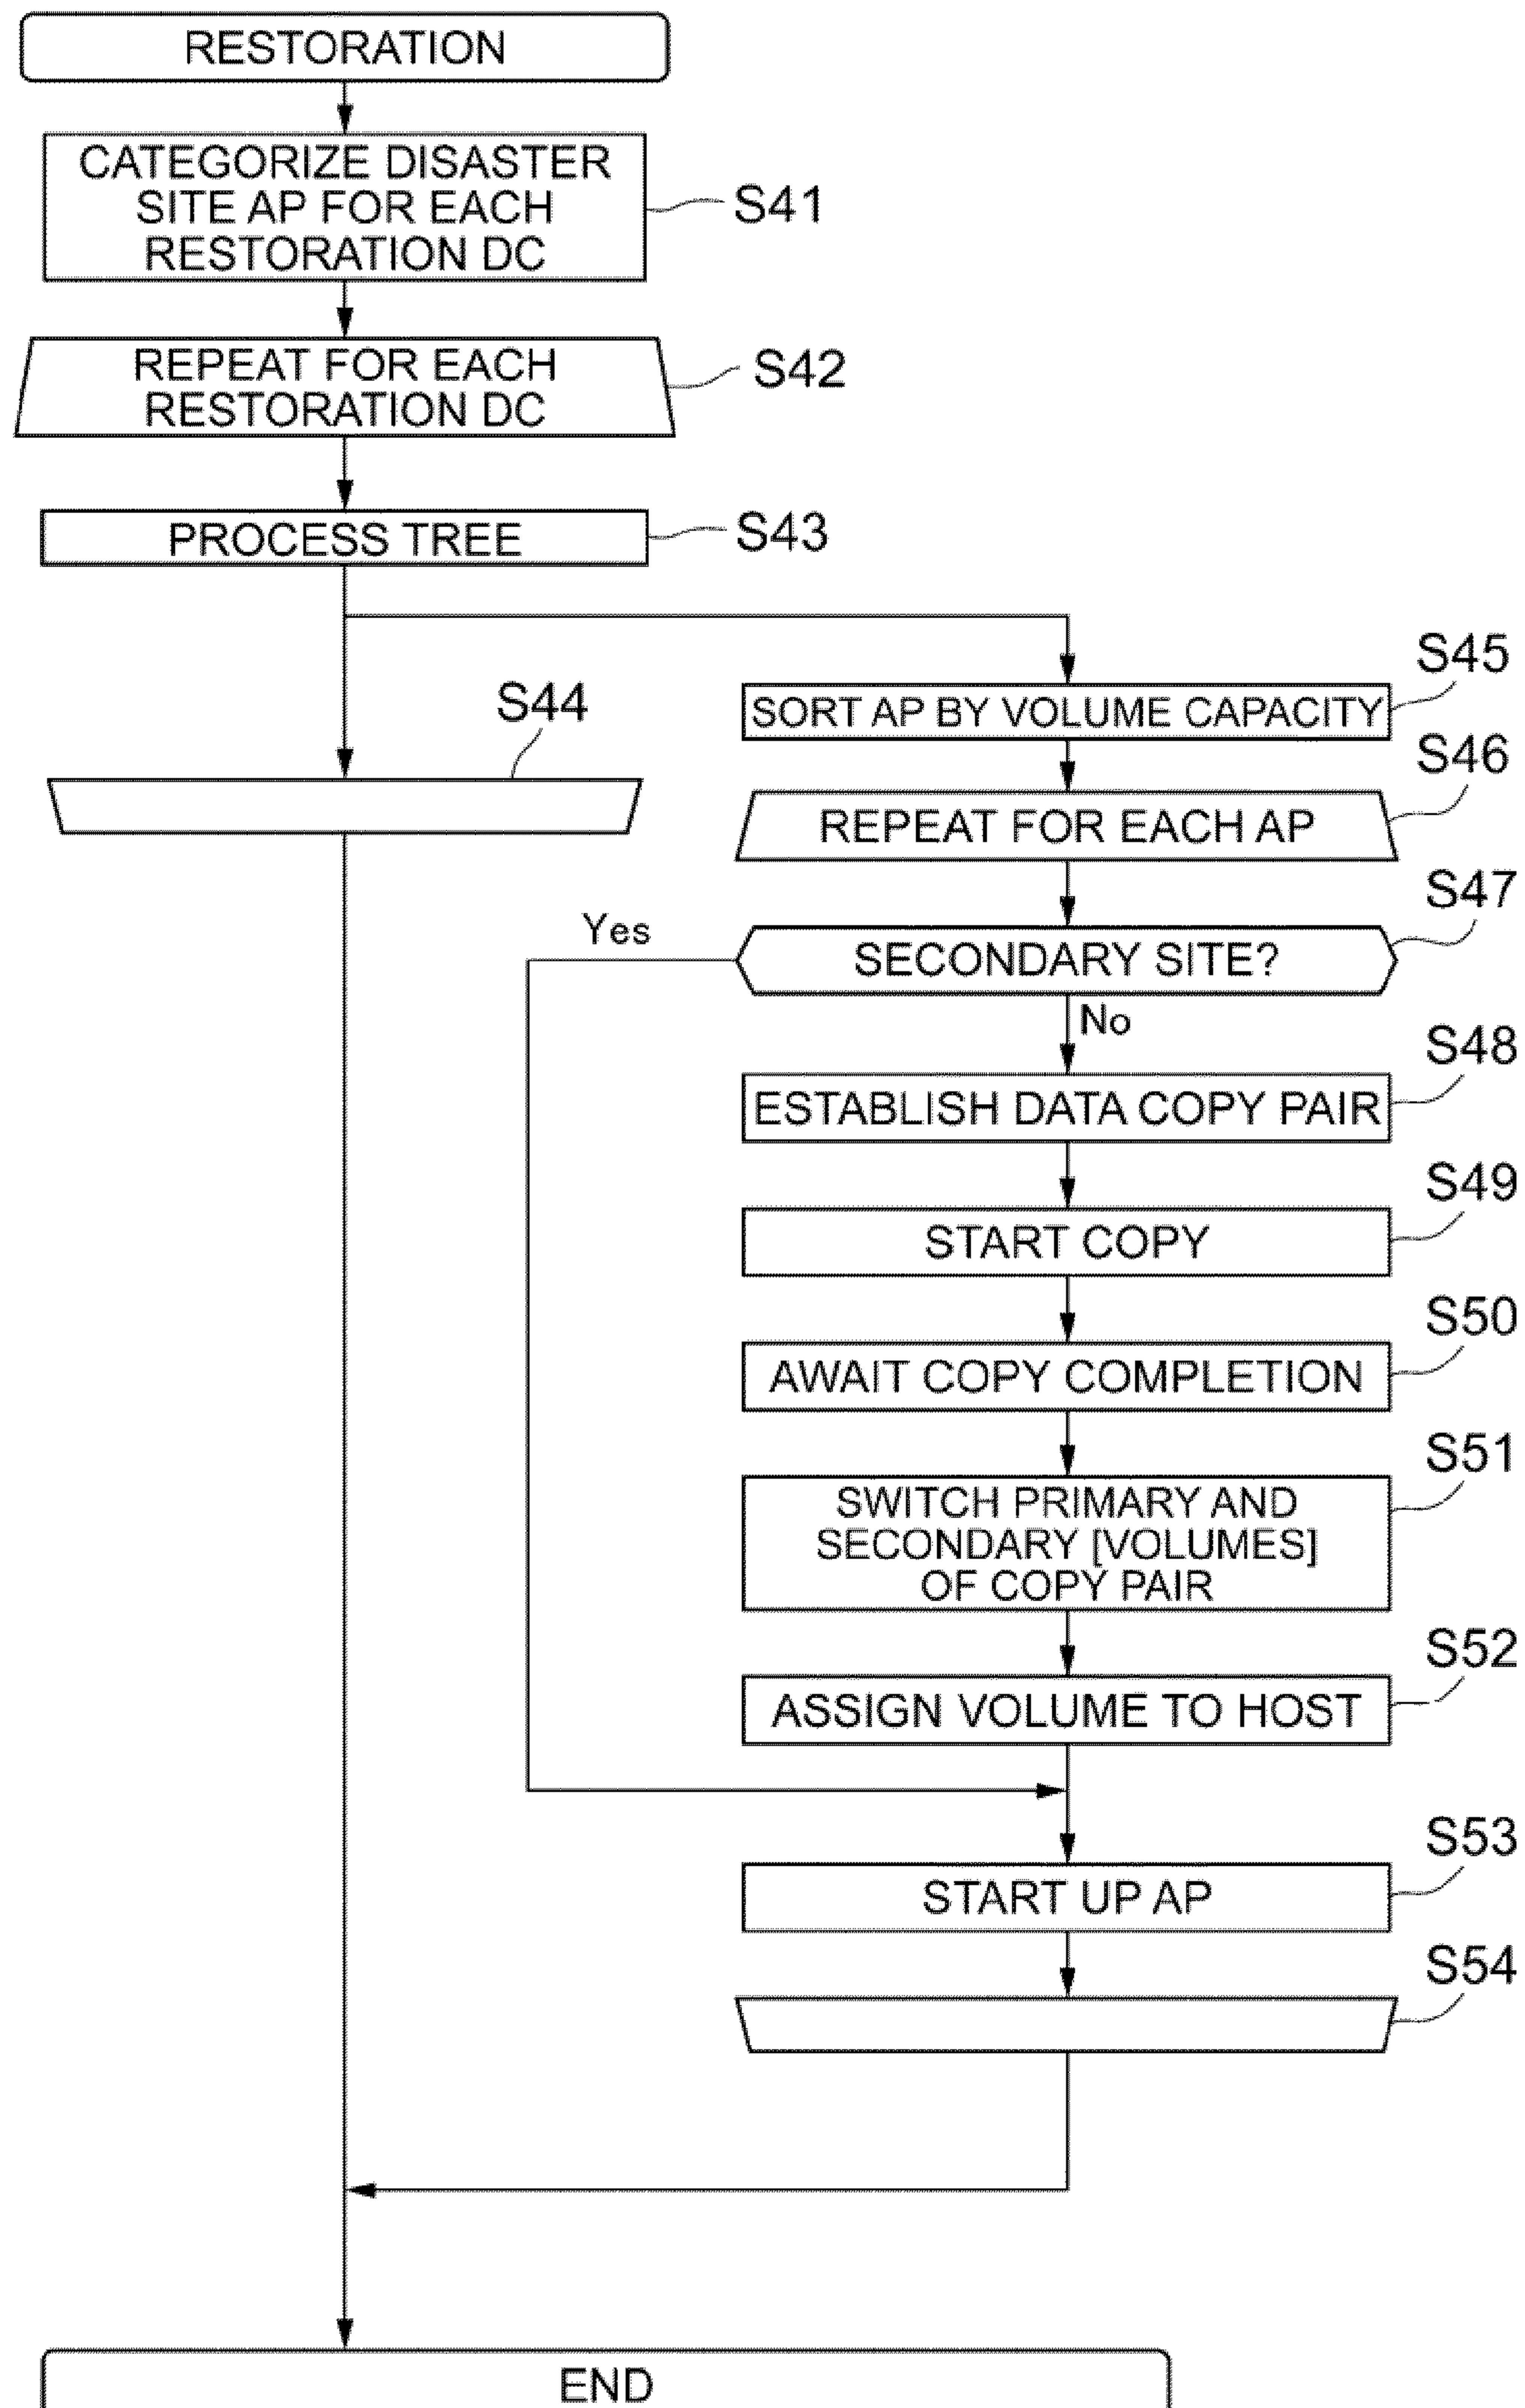 RESTORATION
CATEGORIZE DISASTER
SITE AP FOR EACH
RESTORATION DC
S41
REPEAT FOR EACH
RESTORATION DC
S42
PROCESS TREE
S43
S44
SORT AP BY VOLUME CAPACITY
S45
REPEAT FOR EACH AP
S46
SECONDARY SITE?
S47
Yes
No
ESTABLISH DATA COPY PAIR
S48
START COPY
S49
AWAIT COPY COMPLETION
S50
SWITCH PRIMARY AND
SECONDARY [VOLUMES]
OF COPY PAIR
S51
ASSIGN VOLUME TO HOST
S52
START UP AP
S53
S54
END